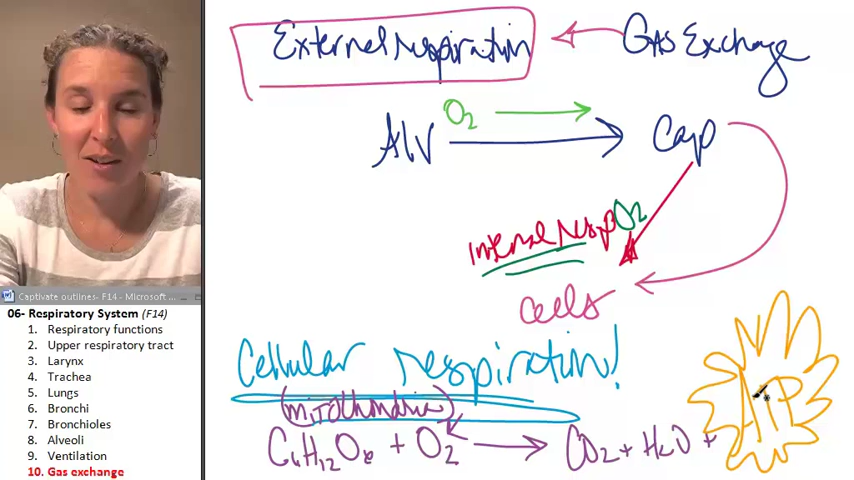 External respiration
Gas Exchange
Alv
O2
Cap
internal resp
O2
cells
Cellular respiration!
(mitochondria)
C6H12O6 + O2
CO2 + H2O +
ATP
Captivate outlines- F14 - Microsoft ...
06- Respiratory System (F14)
1. Respiratory functions
2. Upper respiratory tract
3. Larynx
4. Trachea
5. Lungs
6. Bronchi
7. Bronchioles
8. Alveoli
9. Ventilation
10. Gas exchange